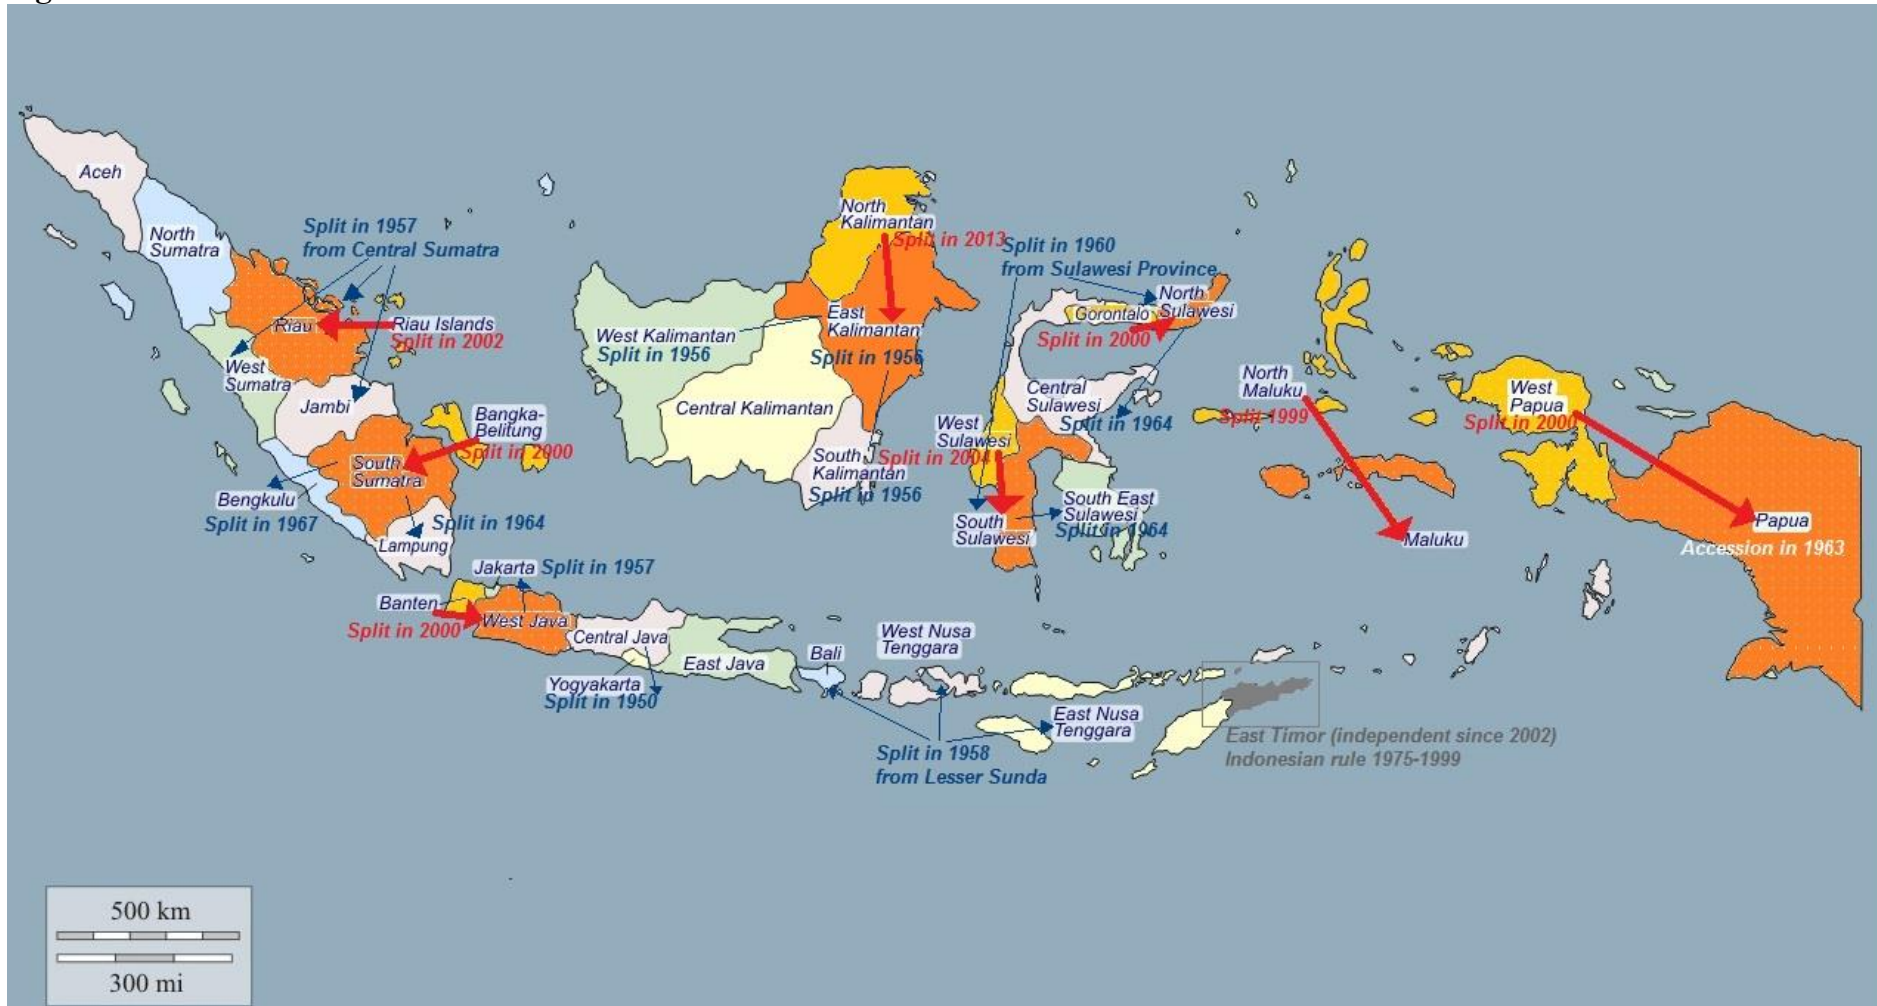 Aceh
North
Sumatra
Split in 1957
from Central Sumatra
Riau
Riau Islands
Split in 2002
West
Sumatra
Jambi
Bangka-
Belitung
Split in 2000
South
Sumatra
Bengkulu
Split in 1967
Split in 1964
Lampung
Jakarta Split in 1957
Banten
Split in 2000
West Java
Central Java
Yogyakarta
Split in 1950
East Java
Bali
West Nusa
Tenggara
East Nusa
Tenggara
Split in 1958
from Lesser Sunda
North
Kalimantan
Split in 2013
West Kalimantan
Split in 1956
East
Kalimantan
Split in 1956
Central Kalimantan
South
Kalimantan
Split in 1956
Split in 1960
from Sulawesi Province
North
Sulawesi
Gorontalo
Split in 2000
Central
Sulawesi
Split in 1964
West
Sulawesi
Split in 2004
South
Sulawesi
South East
Sulawesi
Split in 1964
North
Maluku
Split 1999
Maluku
West
Papua
Split in 2000
Papua
Accession in 1963
East Timor (independent since 2002)
Indonesian rule 1975-1999
500 km
300 mi